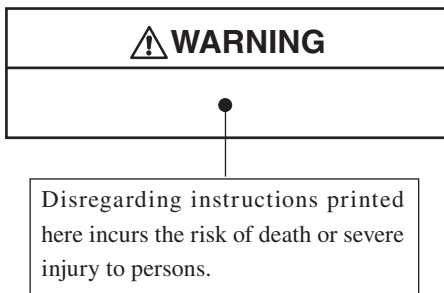 WARNING
Disregarding instructions printed
here incurs the risk of death or severe
injury to persons.